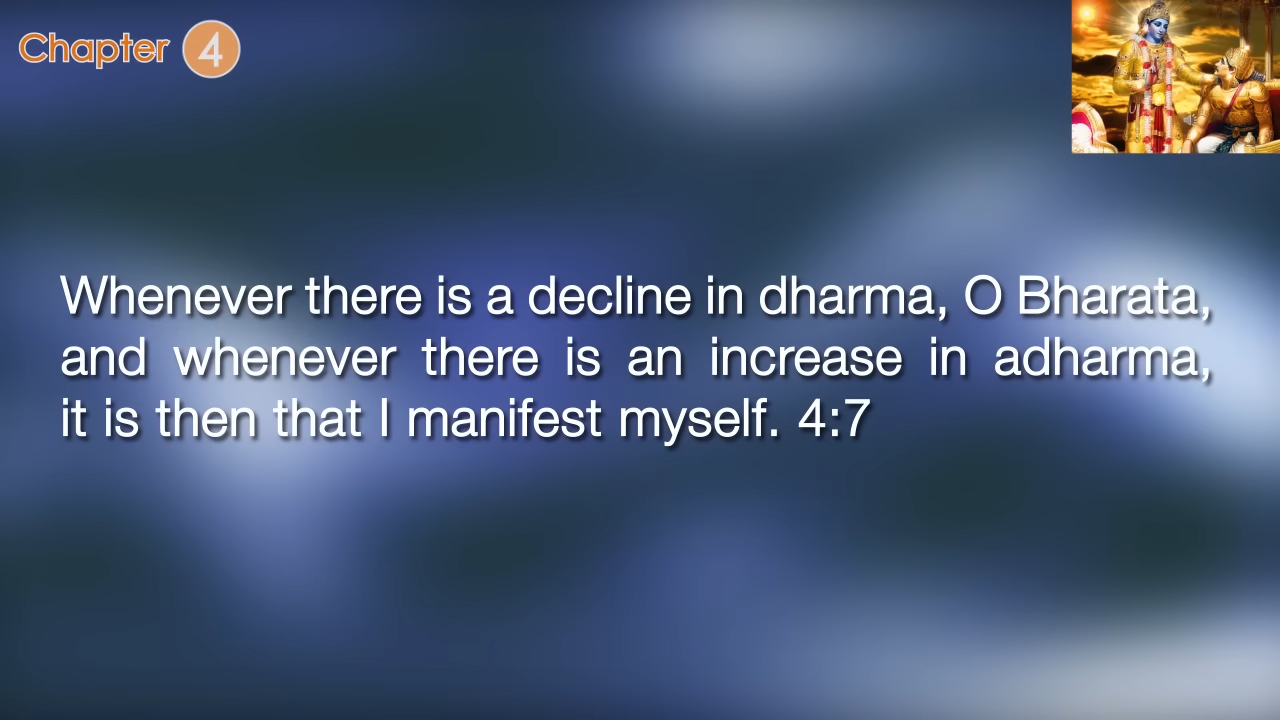 Chapter 4
Whenever there is a decline in dharma, O Bharata,
and whenever there is an increase in adharma,
it is then that I manifest myself. 4:7